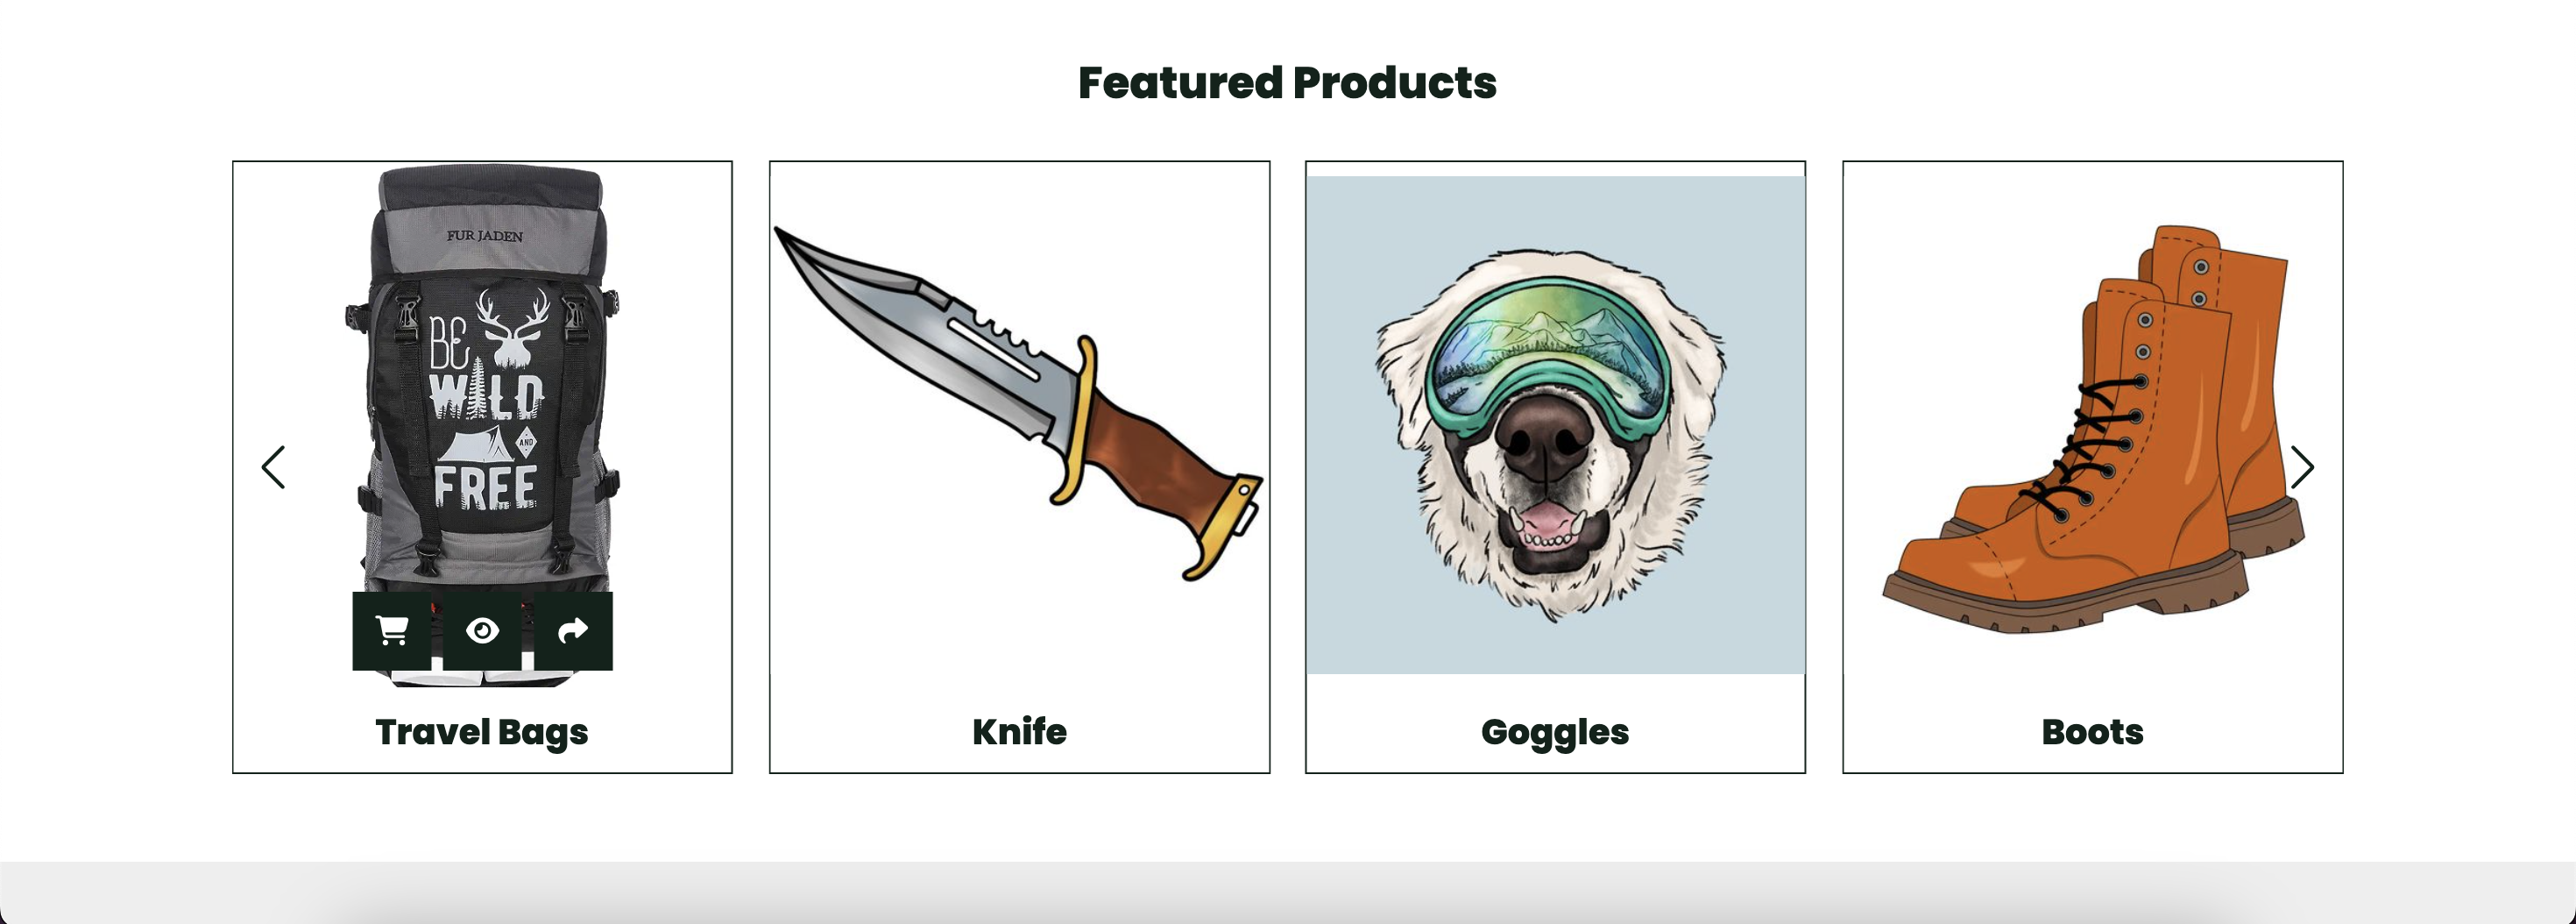 Featured Products
FUR JADEN
BE
WILD
AND
FREE
Travel Bags
Knife
Goggles
Boots